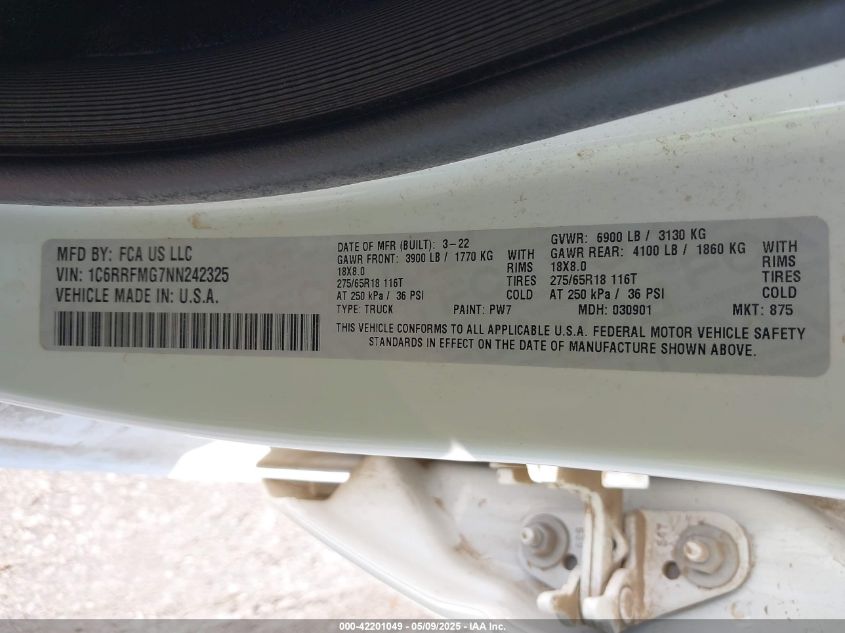 MFD BY: FCA US LLC
VIN: 1C6RRFMG7NN242325
VEHICLE MADE IN: U.S.A.
DATE OF MFR (BUILT): 3-22
GAWR FRONT: 3900 LB / 1770 KG WITH
18X8.0 RIMS
275/65R18 116T TIRES
AT 250 kPa / 36 PSI COLD
GVWR: 6900 LB / 3130 KG
GAWR REAR: 4100 LB / 1860 KG WITH
18X8.0 RIMS
275/65R18 116T TIRES
AT 250 kPa / 36 PSI COLD
TYPE: TRUCK PAINT: PW7 MDH: 030901 MKT: 875
THIS VEHICLE CONFORMS TO ALL APPLICABLE U.S.A. FEDERAL MOTOR VEHICLE SAFETY
STANDARDS IN EFFECT ON THE DATE OF MANUFACTURE SHOWN ABOVE.
000-42201049 - 05/09/2025 - IAA Inc.